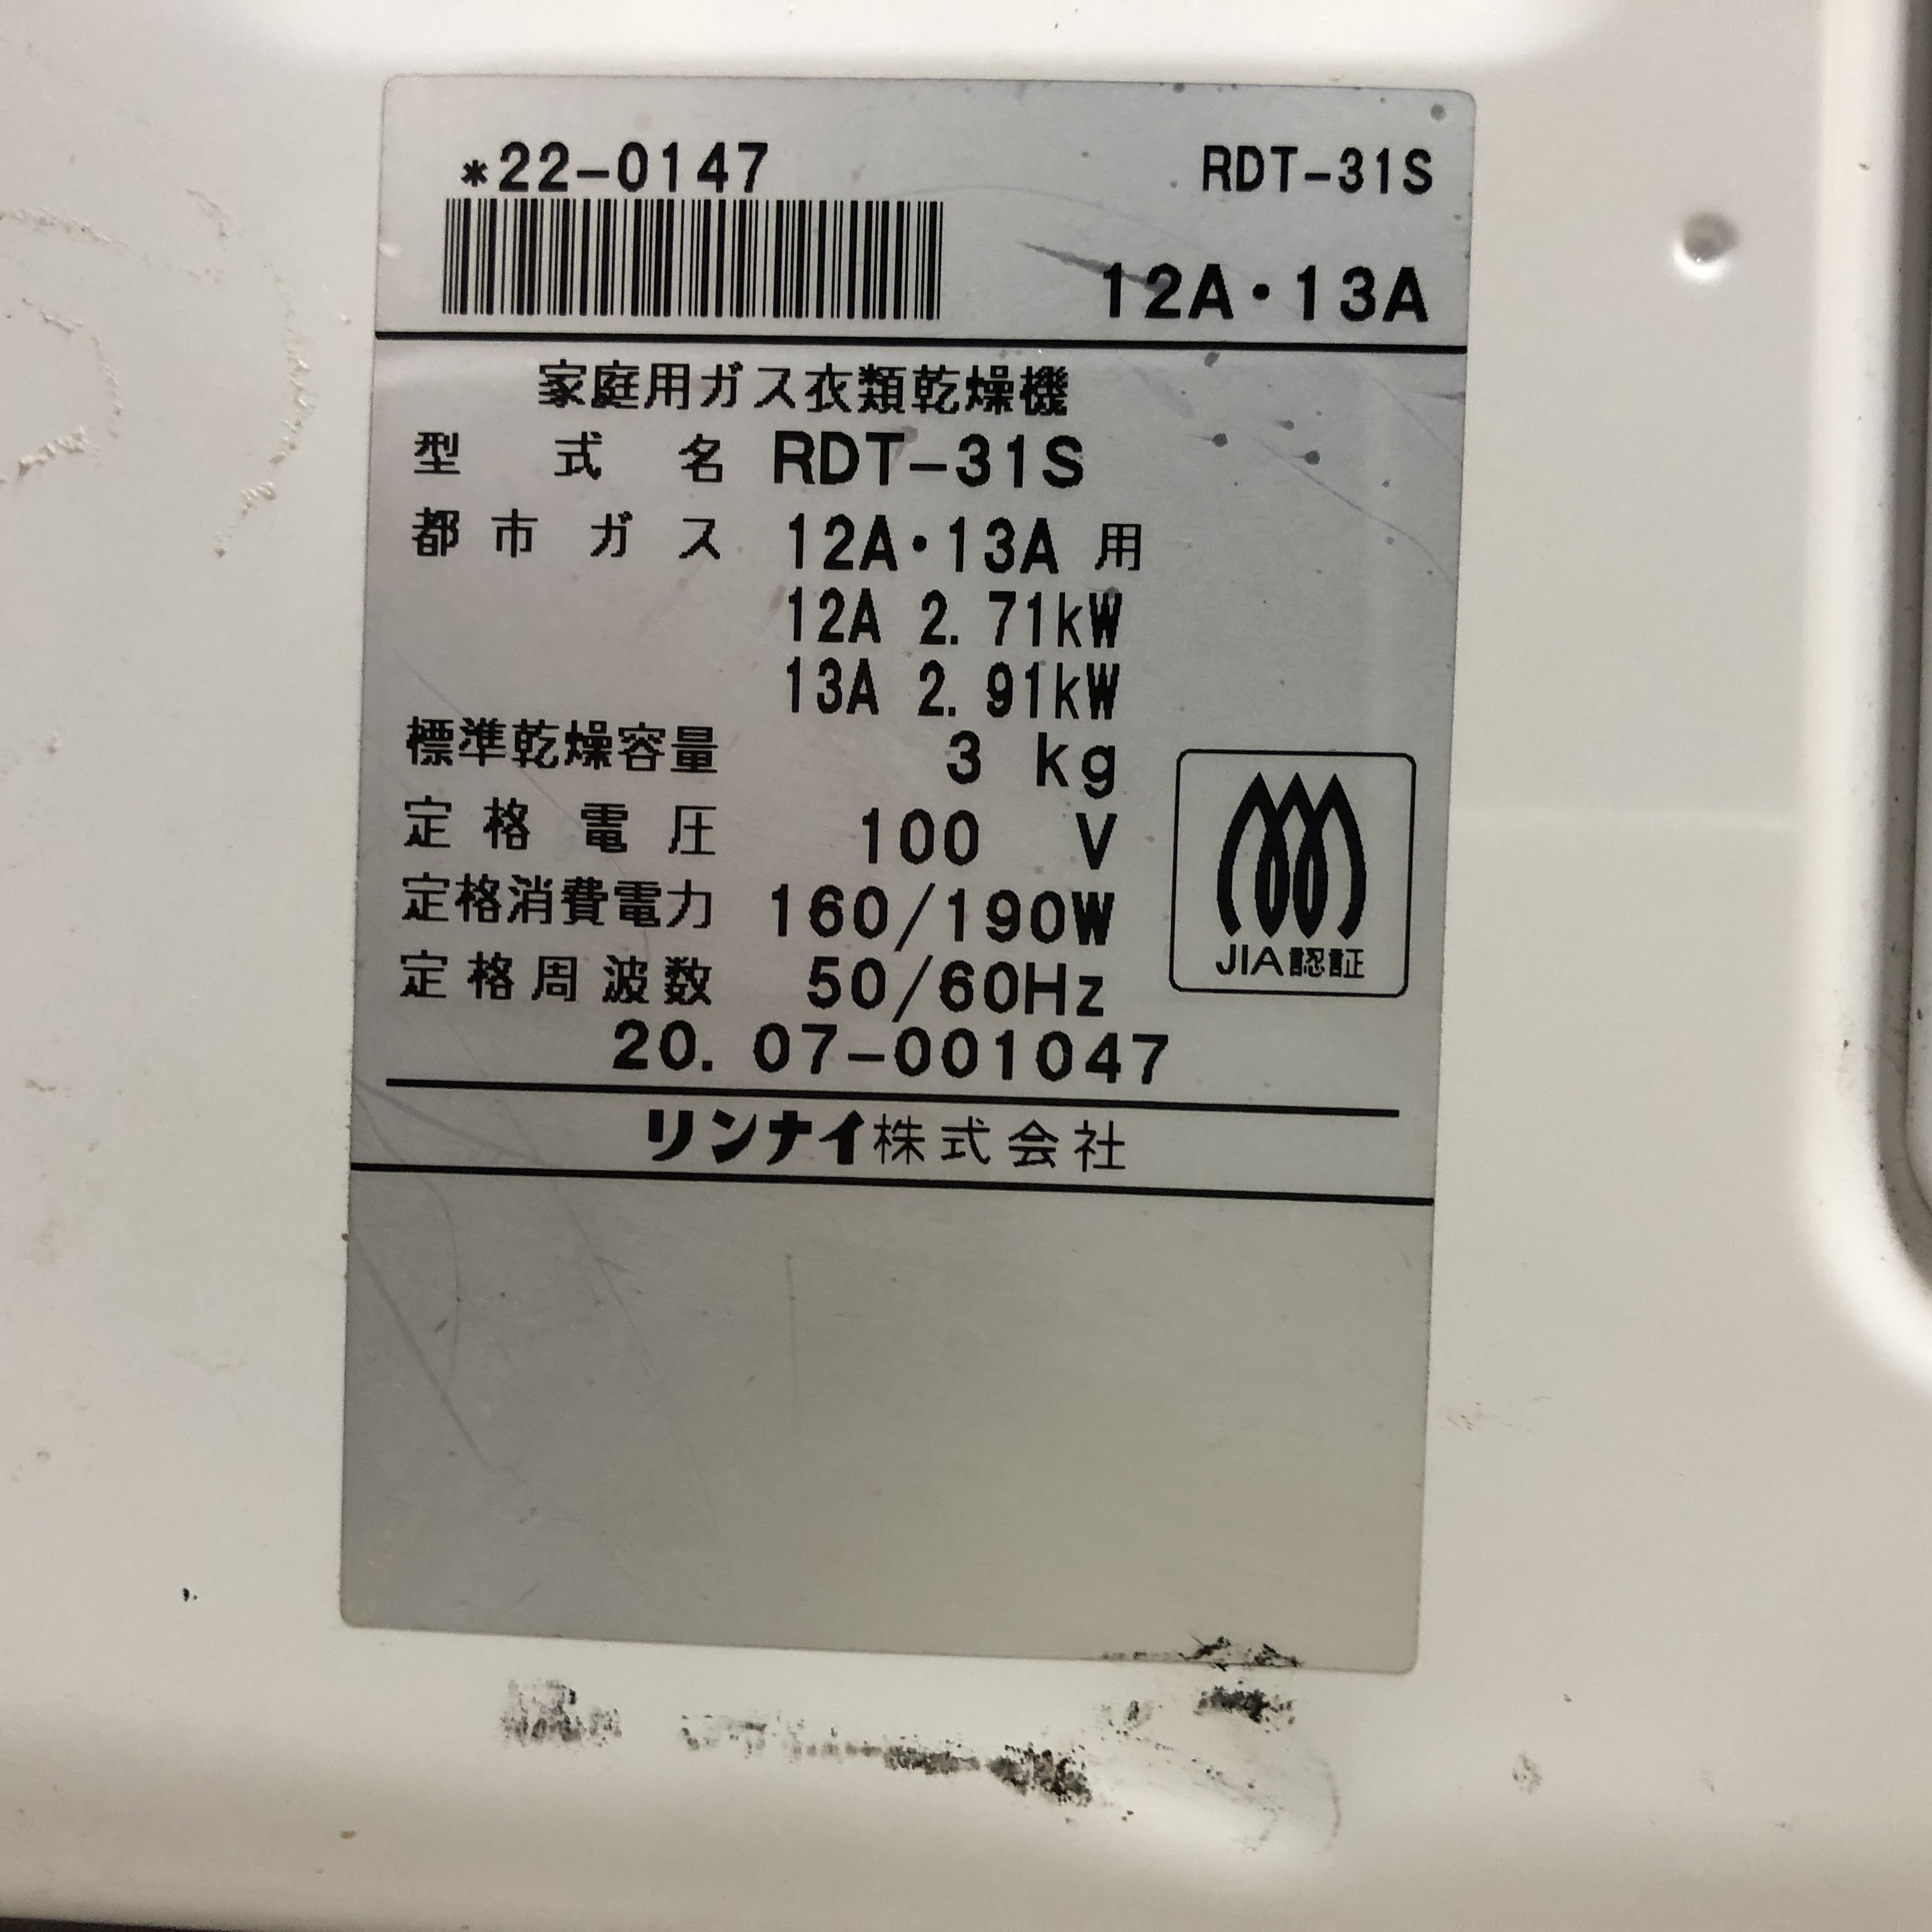 *22-0147
RDT-31S
12A・13A
家庭用ガス衣類乾燥機
型式名 RDT-31S
都市ガス 12A・13A 用
12A 2.71kW
13A 2.91kW
標準乾燥容量 3 kg
定格電圧 100 V
定格消費電力 160/190W
定格周波数 50/60Hz
JIA認証
20.07-001047
リンナイ株式会社